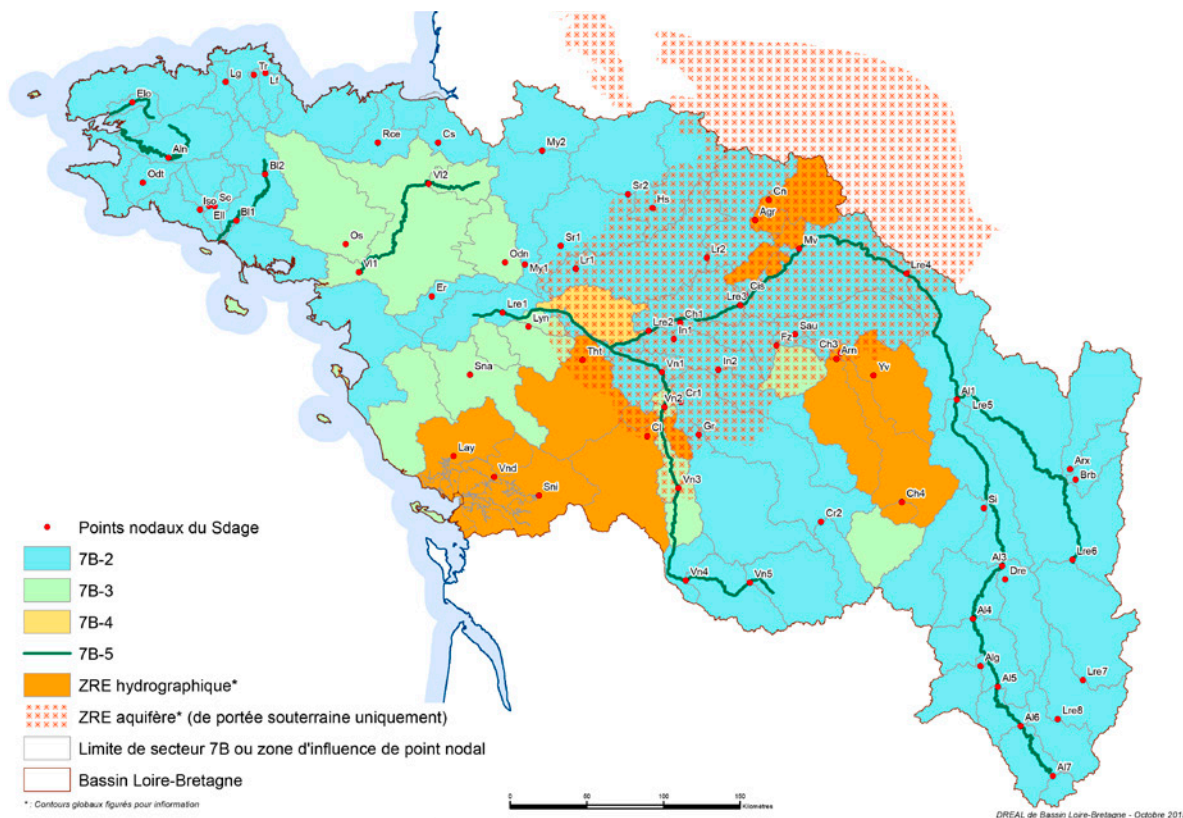 Tr
Lg
Lf
Elo
Rce
Cs
My2
Aln
Bl2
Vl2
Odt
Sr2
Hs
Cn
Iso
Sc
Ell
Bl1
Agr
Os
Sr1
Mv
Odn
My1
Lr1
Lr2
Vl1
Lre4
Er
Cis
Lre3
Lre1
Lyn
Lre2
Ch1
In1
Sau
Fz
Ch3
Arn
Tht
Vn1
In2
Yv
Sna
Vn2
Cr1
Al1
Lre5
Cl
Gr
Lay
Vnd
Sni
Vn3
Arx
Brb
Ch4
Si
Cr2
Vn4
Vn5
Al3
Dre
Lre6
Al4
Alg
Al5
Lre7
Al6
Lre8
Al7
Points nodaux du Sdage
7B-2
7B-3
7B-4
7B-5
ZRE hydrographique*
ZRE aquifère* (de portée souterraine uniquement)
Limite de secteur 7B ou zone d'influence de point nodal
Bassin Loire-Bretagne
* : Contours globaux figurés pour information
0 50 100 150
Kilomètres
DREAL de Bassin Loire-Bretagne - Octobre 201